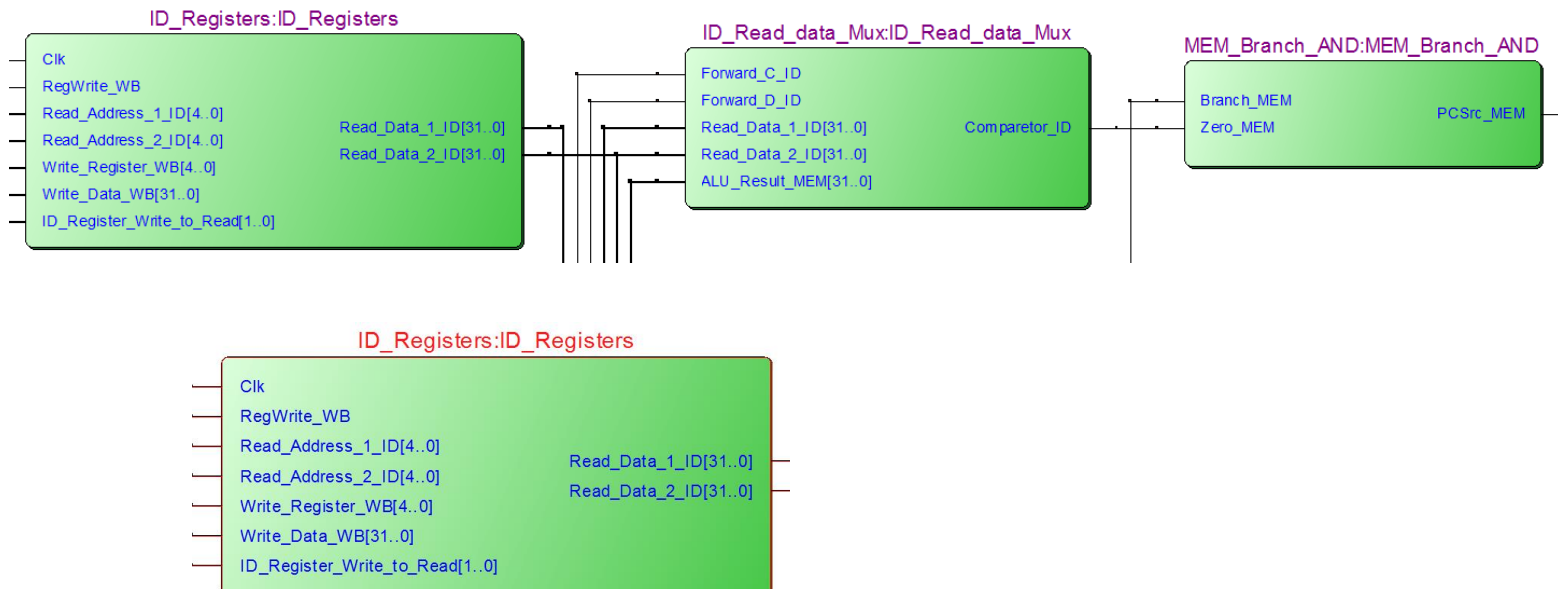 ID_Registers:ID_Registers
Clk
RegWrite_WB
Read_Address_1_ID[4..0]
Read_Address_2_ID[4..0]
Write_Register_WB[4..0]
Write_Data_WB[31..0]
ID_Register_Write_to_Read[1..0]
Read_Data_1_ID[31..0]
Read_Data_2_ID[31..0]
ID_Read_data_Mux:ID_Read_data_Mux
Forward_C_ID
Forward_D_ID
Read_Data_1_ID[31..0]
Read_Data_2_ID[31..0]
ALU_Result_MEM[31..0]
Comparetor_ID
MEM_Branch_AND:MEM_Branch_AND
Branch_MEM
Zero_MEM
PCSrc_MEM
ID_Registers:ID_Registers
Clk
RegWrite_WB
Read_Address_1_ID[4..0]
Read_Address_2_ID[4..0]
Write_Register_WB[4..0]
Write_Data_WB[31..0]
ID_Register_Write_to_Read[1..0]
Read_Data_1_ID[31..0]
Read_Data_2_ID[31..0]